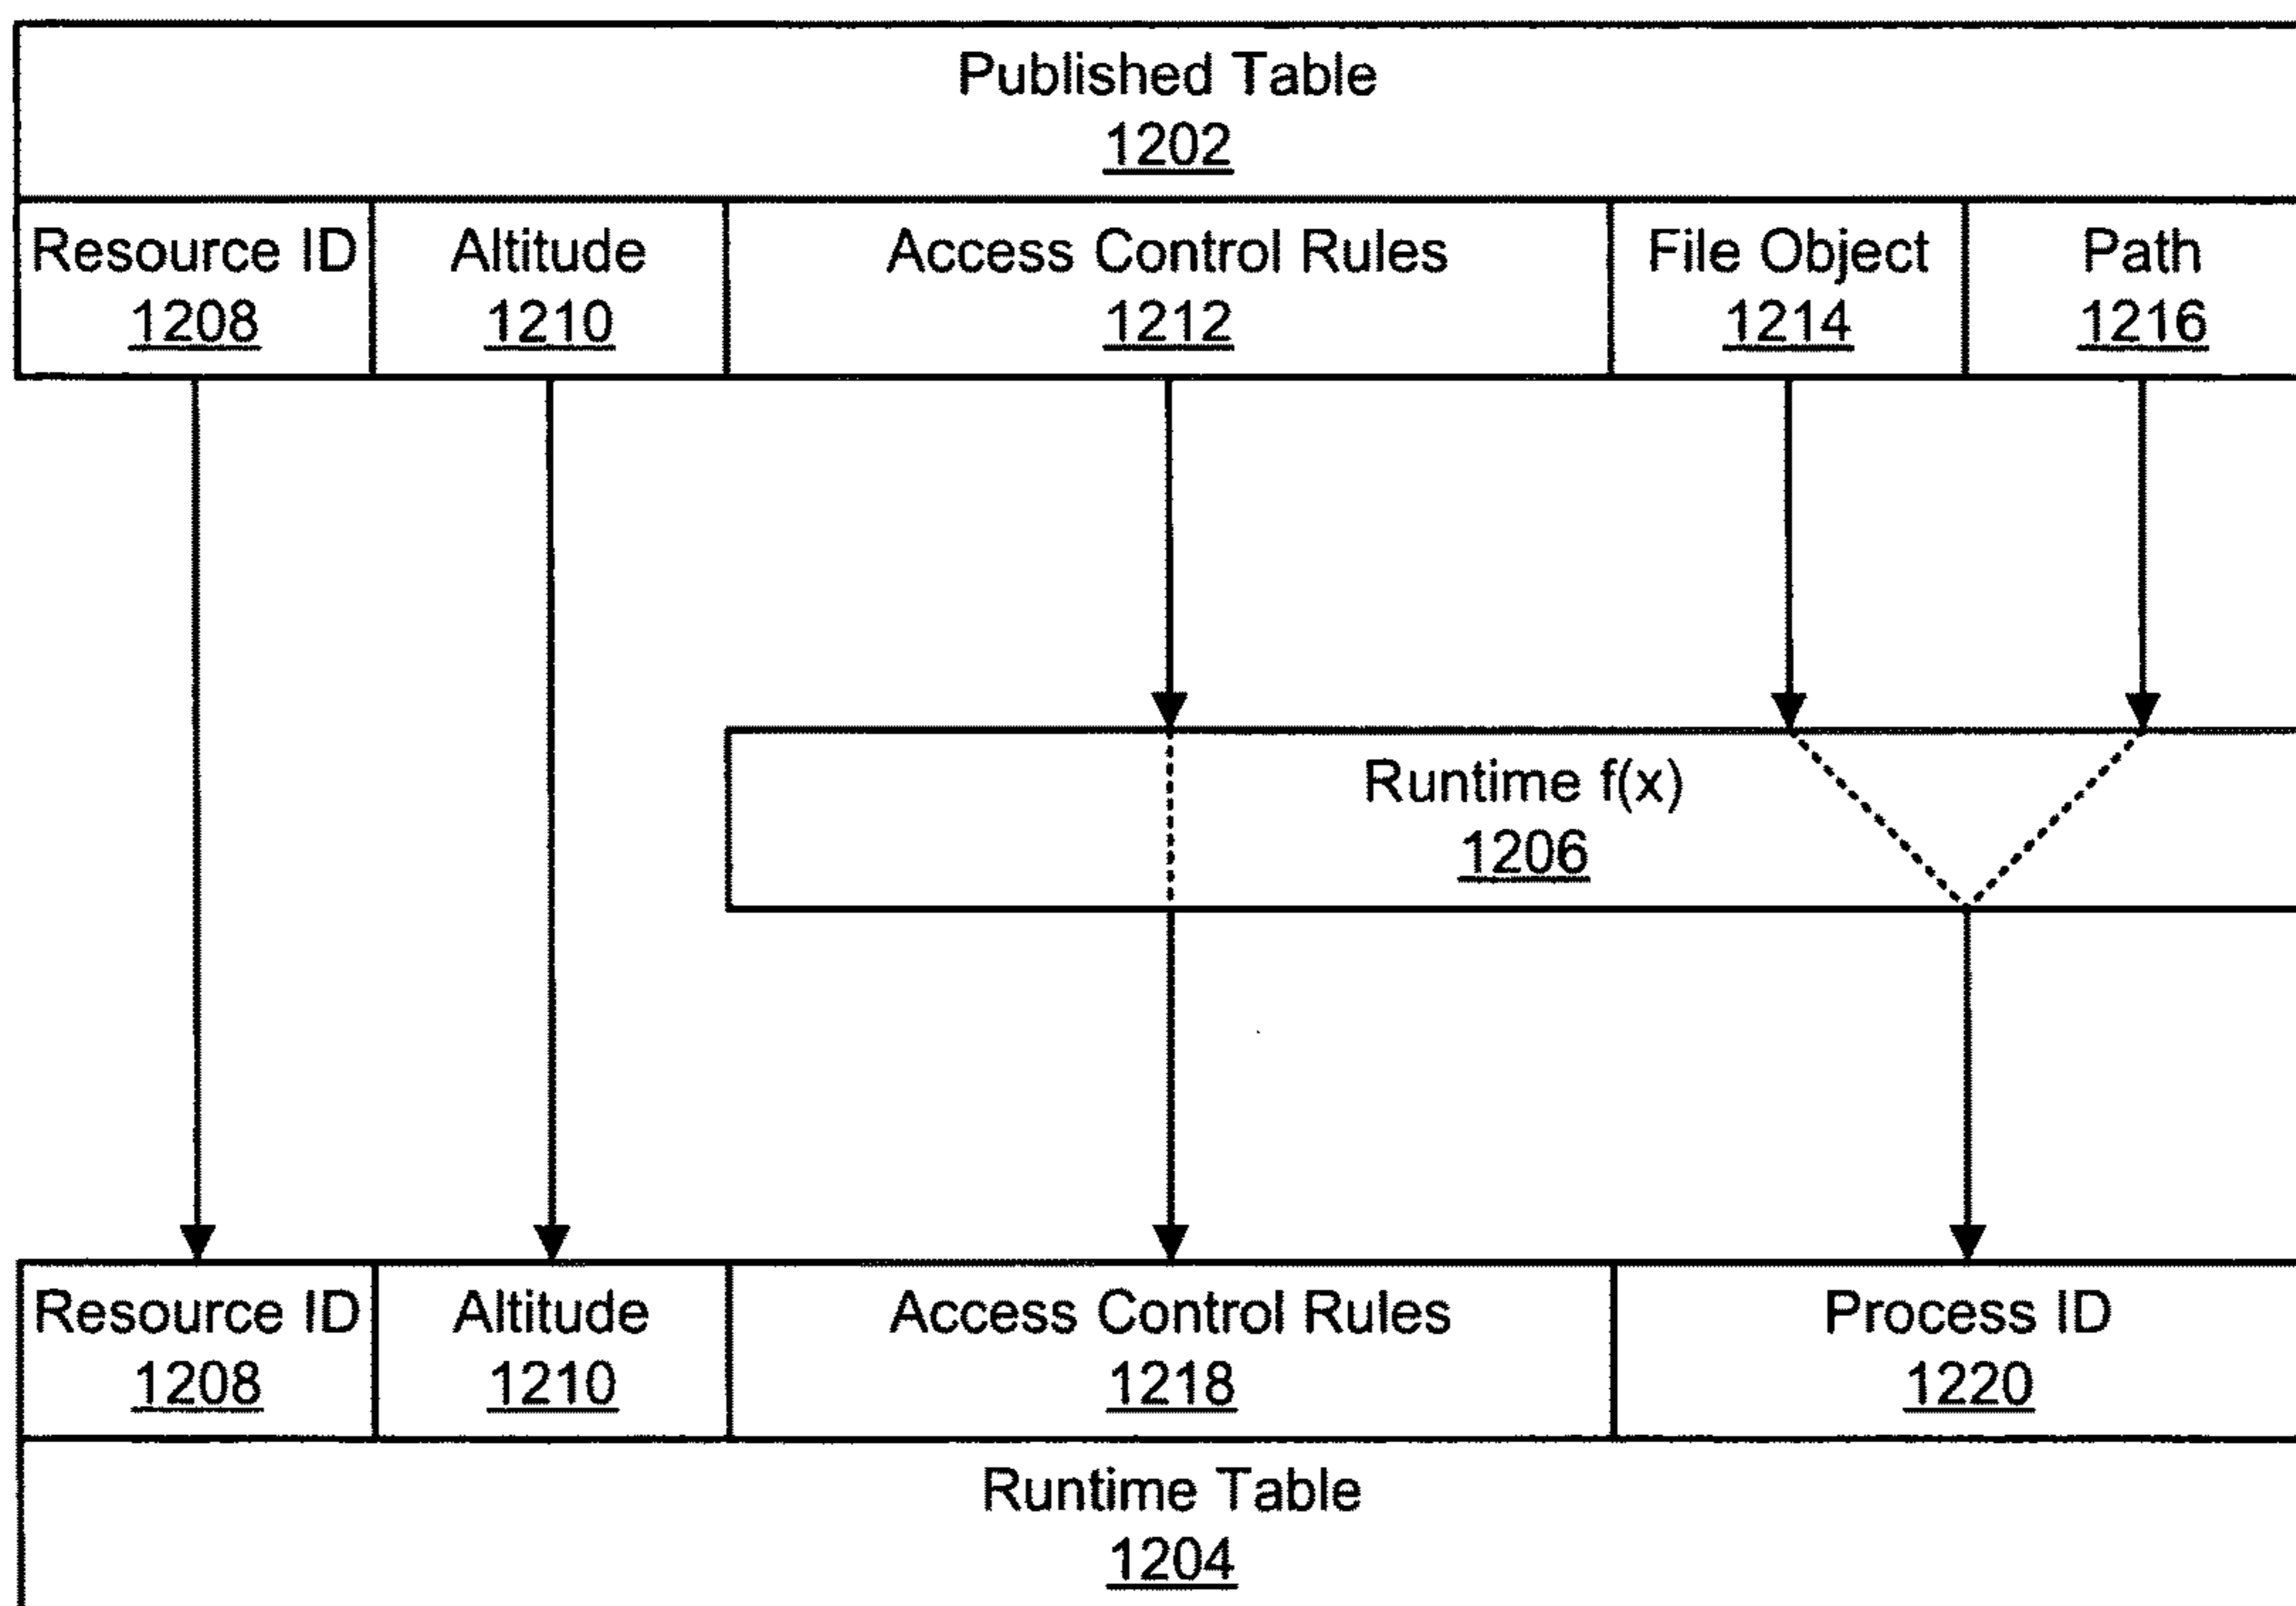 Published Table
1202
Resource ID Altitude Access Control Rules File Object Path
1208 1210 1212 1214 1216
Runtime f(x)
1206
Resource ID Altitude Access Control Rules Process ID
1208 1210 1218 1220
Runtime Table
1204